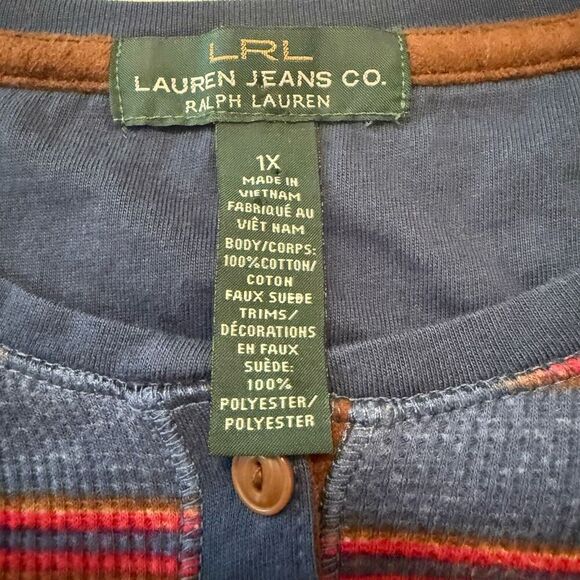 LRL
LAUREN JEANS CO.
RALPH LAUREN
1X
MADE IN
VIETNAM
FABRIQUÉ AU
VIÊT NAM
BODY/CORPS:
100%COTTON/
COTON
FAUX SUEDE
TRIMS/
DÉCORATIONS
EN FAUX
SUÈDE:
100%
POLYESTER/
POLYESTER